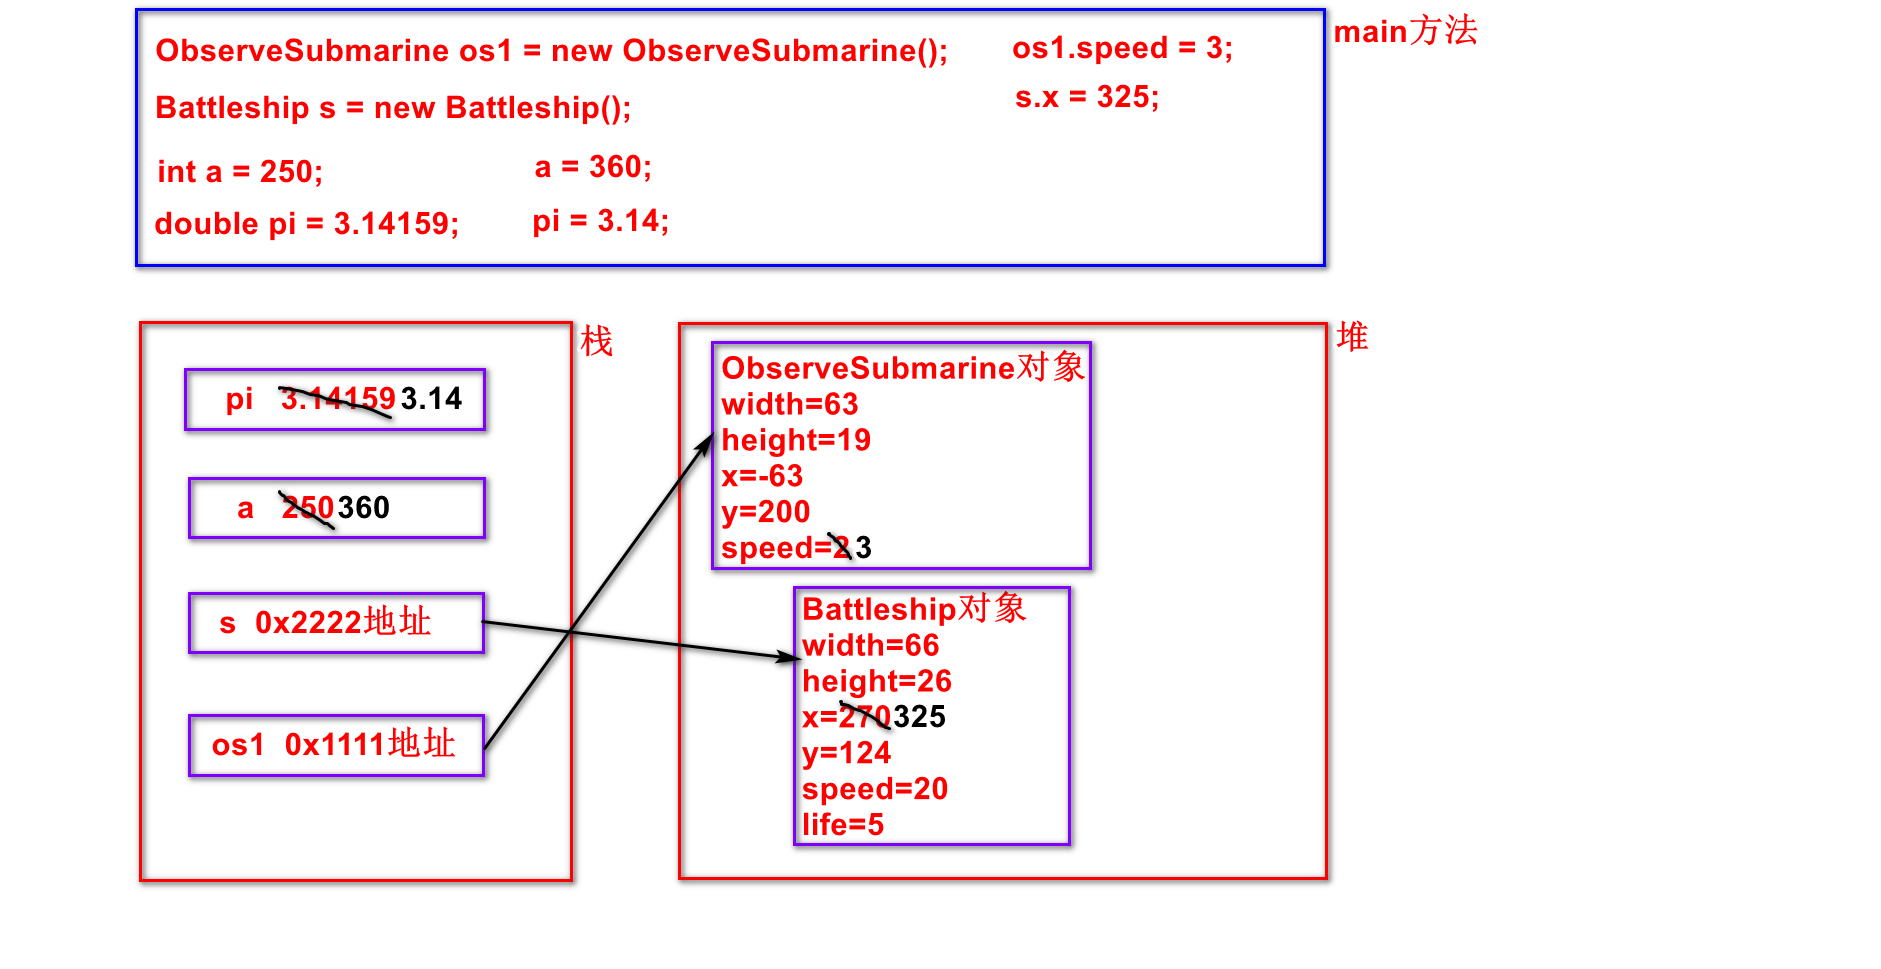 ObserveSubmarine os1 = new ObserveSubmarine();
os1.speed = 3;
main方法
Battleship s = new Battleship();
s.x = 325;
int a = 250;
a = 360;
double pi = 3.14159;
pi = 3.14;
栈
pi 3.14159 3.14
a 250 360
s 0x2222地址
os1 0x1111地址
堆
ObserveSubmarine对象
width=63
height=19
x=-63
y=200
speed=2 3
Battleship对象
width=66
height=26
x=270 325
y=124
speed=20
life=5